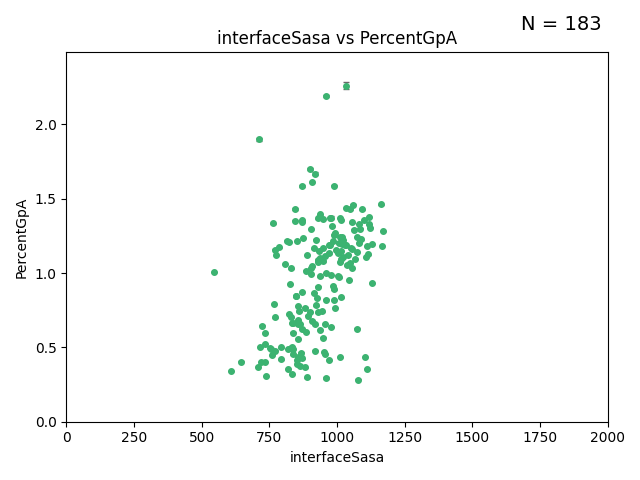 N = 183
interfaceSasa vs PercentGpA
PercentGpA
2.0
1.5
1.0
0.5
0.0
0 250 500 750 1000 1250 1500 1750 2000
interfaceSasa